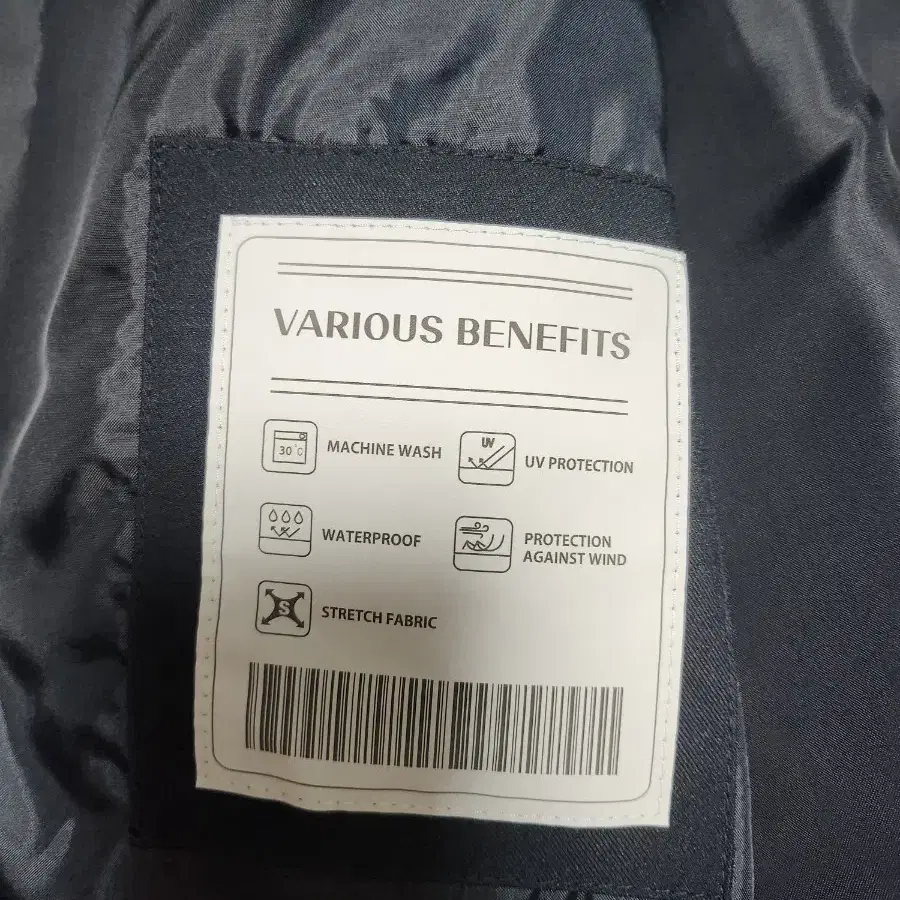 VARIOUS BENEFITS
30°C
MACHINE WASH
UV
UV PROTECTION
WATERPROOF
PROTECTION
AGAINST WIND
S
STRETCH FABRIC